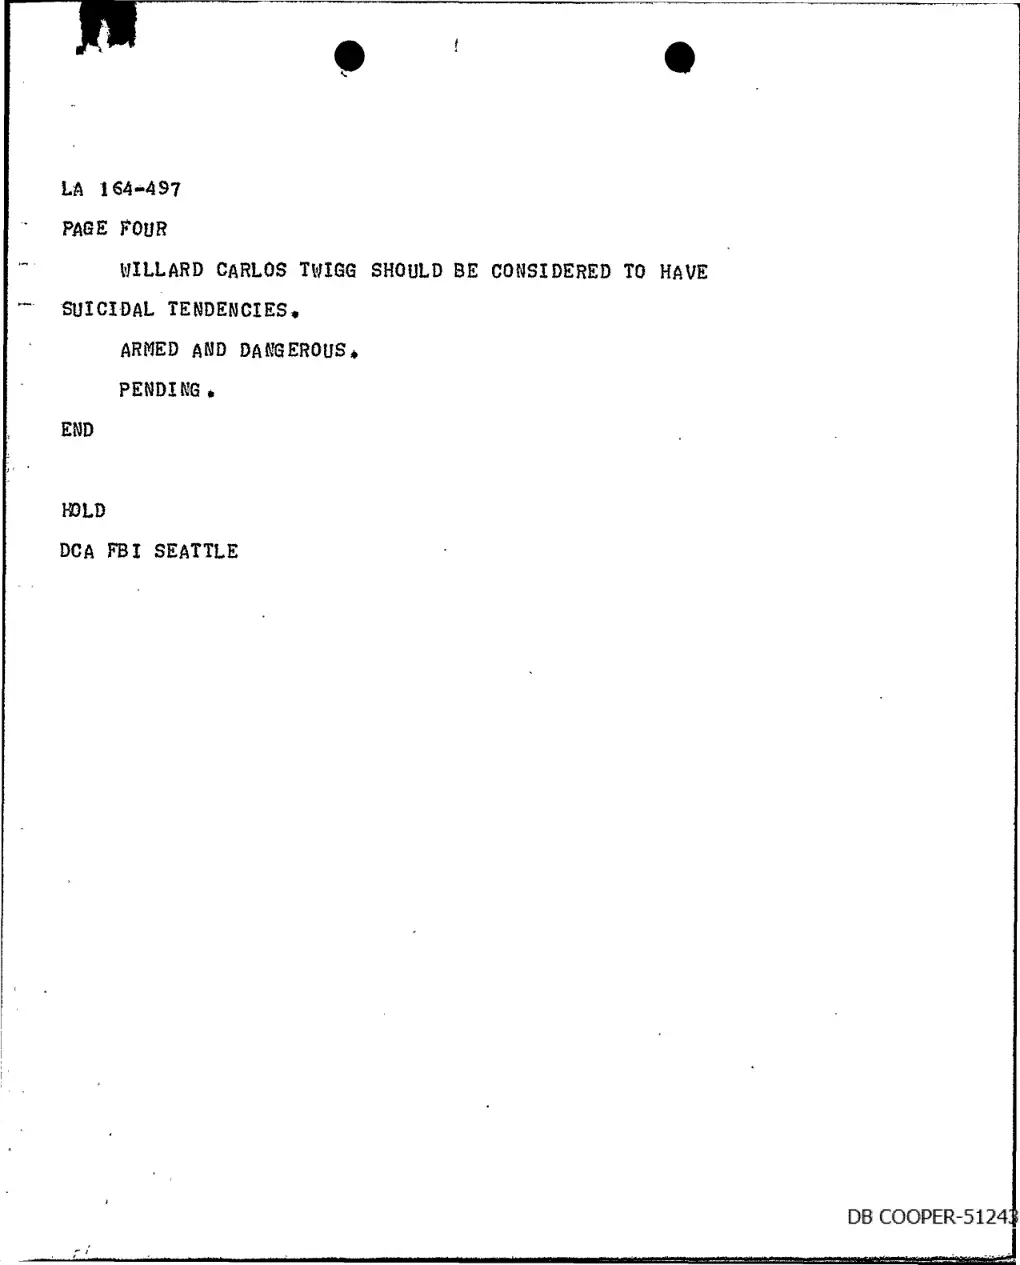 LA 164-497
PAGE FOUR
WILLARD CARLOS TWIGG SHOULD BE CONSIDERED TO HAVE
SUICIDAL TENDENCIES.
ARMED AND DANGEROUS.
PENDING.
END
HOLD
DCA FBI SEATTLE
DB COOPER-51243